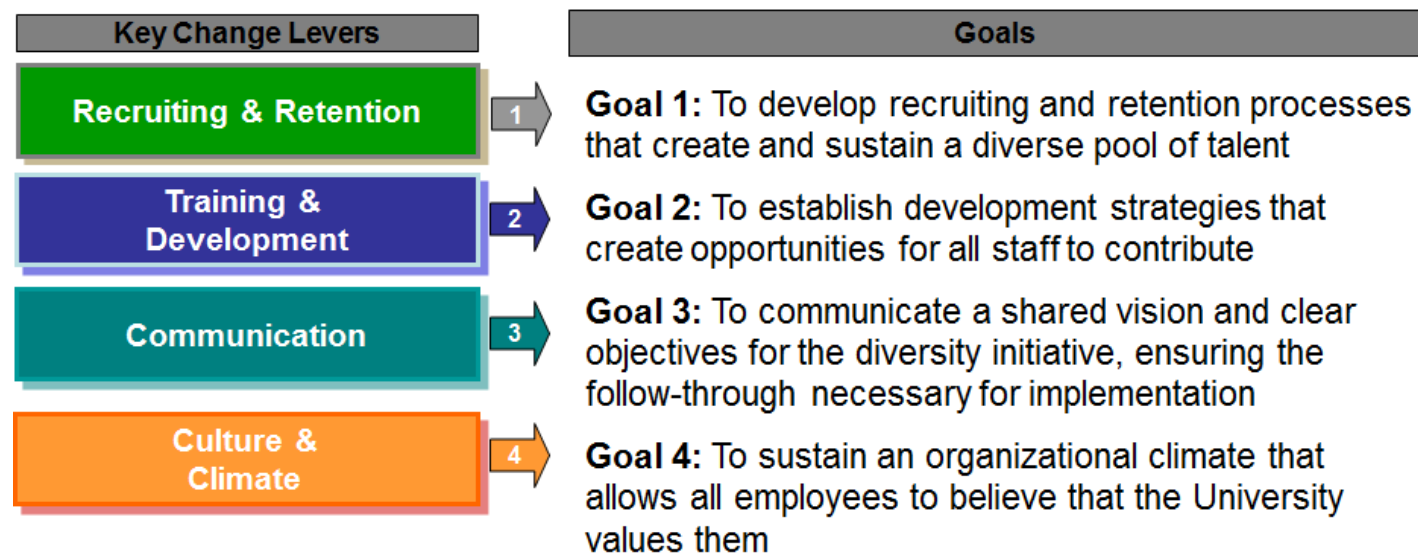 Key Change Levers
Goals
Recruiting & Retention
1
Goal 1: To develop recruiting and retention processes
that create and sustain a diverse pool of talent
Training &
Development
2
Goal 2: To establish development strategies that
create opportunities for all staff to contribute
Communication
3
Goal 3: To communicate a shared vision and clear
objectives for the diversity initiative, ensuring the
follow-through necessary for implementation
Culture &
Climate
4
Goal 4: To sustain an organizational climate that
allows all employees to believe that the University
values them